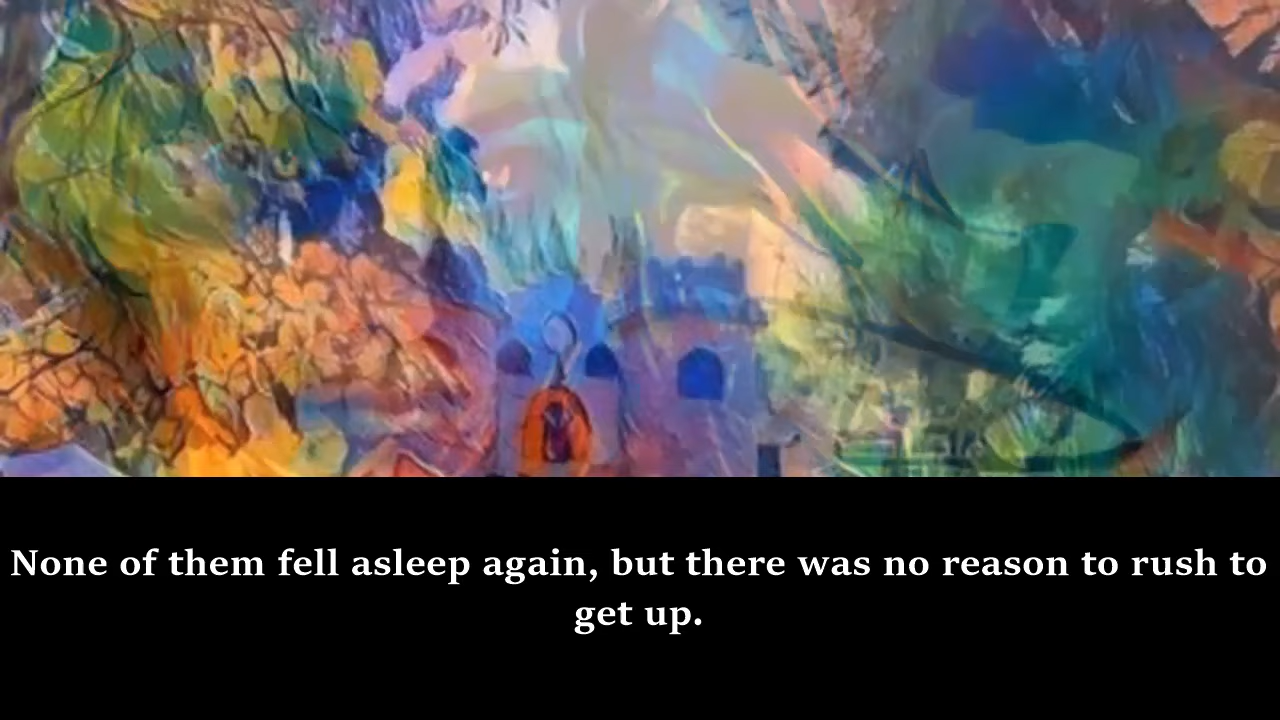 None of them fell asleep again, but there was no reason to rush to
get up.